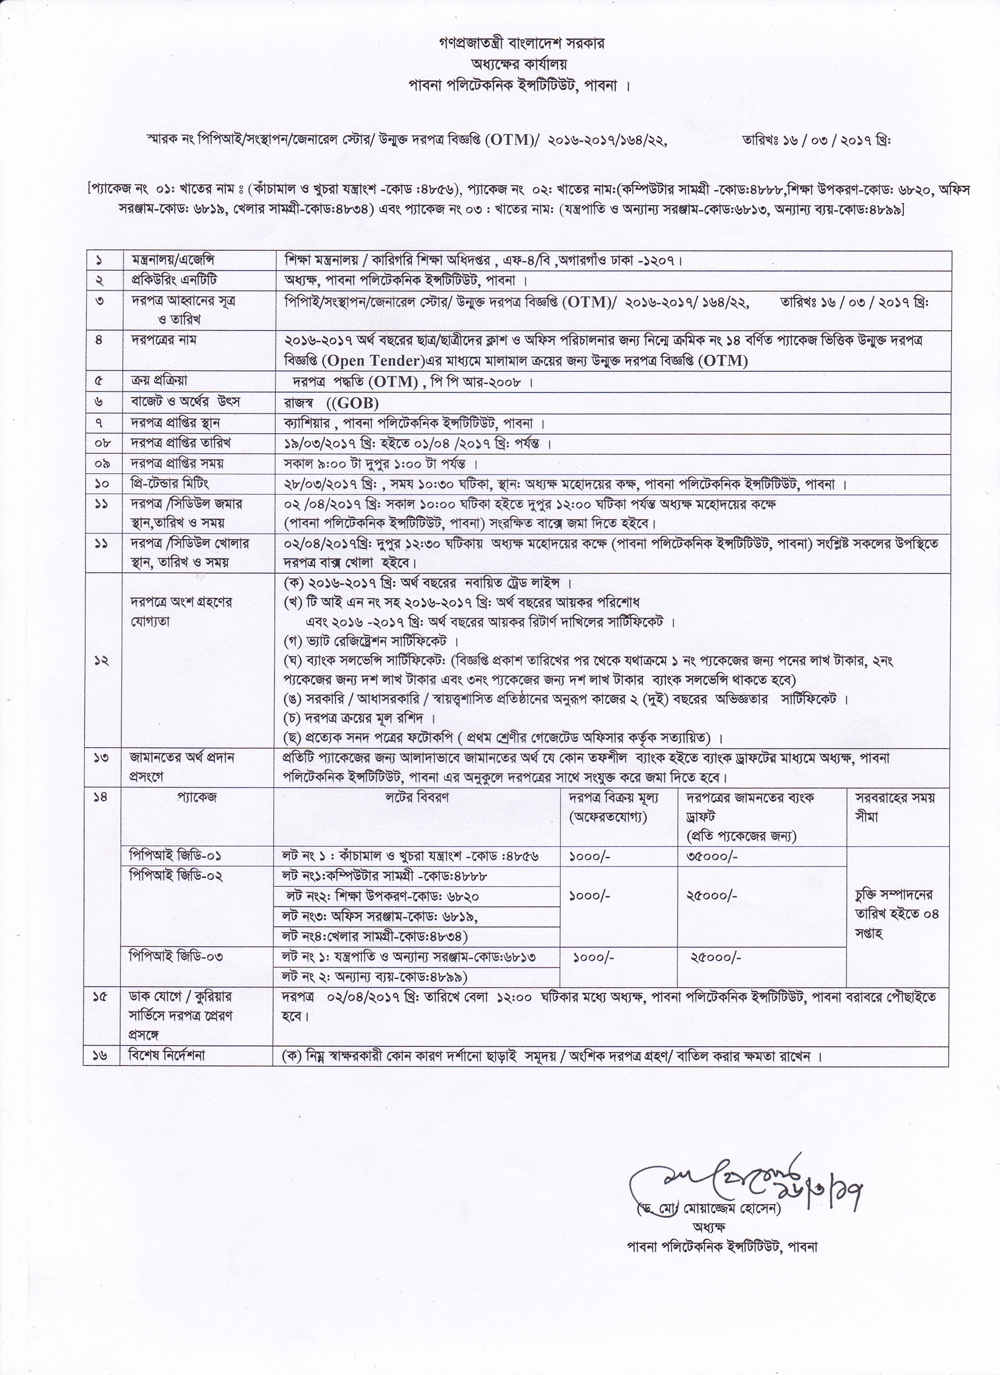 গণপ্রজাতন্ত্রী বাংলাদেশ সরকার
অধ্যক্ষের কার্যালয়
পাবনা পলিটেকনিক ইন্সটিটিউট, পাবনা ।
স্মারক নং পিপিআই/সংস্থাপন/জেনারেল স্টোর/ উন্মুক্ত দরপত্র বিজ্ঞপ্তি (OTM)/ ২০১৬-২০১৭/১৬৪/২২, তারিখঃ ১৬ / ০৩ / ২০১৭ খ্রি:
[প্যাকেজ নং ০১: খাতের নাম ঃ (কাঁচামাল ও খুচরা যন্ত্রাংশ -কোড :৪৮৫৬), প্যাকেজ নং ০২: খাতের নাম:(কম্পিউটার সামগ্রী -কোড:৪৮৮৮,শিক্ষা উপকরণ-কোড: ৬৮২০, অফিস
সরঞ্জাম-কোড: ৬৮১৯, খেলার সামগ্রী-কোড:৪৮৩৪) এবং প্যাকেজ নং ০৩ : খাতের নাম: (যন্ত্রপাতি ও অন্যান্য সরঞ্জাম-কোড:৬৮১৩, অন্যান্য ব্যয়-কোড:৪৮৯৯]
১ মন্ত্রনালয়/এজেন্সি শিক্ষা মন্ত্রনালয় / কারিগরি শিক্ষা অধিদপ্তর , এফ-৪/বি ,অগারগাঁও ঢাকা -১২০৭।
২ প্রকিউরিং এনটিটি অধ্যক্ষ, পাবনা পলিটেকনিক ইন্সটিটিউট, পাবনা ।
৩ দরপত্র আহ্বানের সূত্র পিপিাই/সংস্থাপন/জেনারেল স্টোর/ উন্মুক্ত দরপত্র বিজ্ঞপ্তি (OTM)/ ২০১৬-২০১৭/ ১৬৪/২২, তারিখঃ ১৬ / ০৩ / ২০১৭ খ্রি:
ও তারিখ
৪ দরপত্রের নাম ২০১৬-২০১৭ অর্থ বছরের ছাত্র/ছাত্রীদের ক্লাশ ও অফিস পরিচালনার জন্য নিম্নে ক্রমিক নং ১৪ বর্ণিত প্যাকেজ ভিত্তিক উন্মুক্ত দরপত্র
বিজ্ঞপ্তি (Open Tender)এর মাধ্যমে মালামাল ক্রয়ের জন্য উন্মুক্ত দরপত্র বিজ্ঞপ্তি (OTM)
৫ ক্রয় প্রক্রিয়া দরপত্র পদ্ধতি (OTM) , পি পি আর-২০০৮ ।
৬ বাজেট ও অর্থের উৎস রাজস্ব ((GOB)
৭ দরপত্র প্রাপ্তির স্থান ক্যাশিয়ার , পাবনা পলিটেকনিক ইন্সটিটিউট, পাবনা ।
০৮ দরপত্র প্রাপ্তির তারিখ ১৯/০৩/২০১৭ খ্রি: হইতে ০১/০৪ /২০১৭ খ্রি: পর্যন্ত ।
০৯ দরপত্র প্রাপ্তির সময় সকাল ৯:০০ টা দুপুর ১:০০ টা পর্যন্ত ।
১০ প্রি-টেন্ডার মিটিং ২৮/০৩/২০১৭ খ্রি: , সময ১০:৩০ ঘটিকা, স্থান: অধ্যক্ষ মহোদয়ের কক্ষ, পাবনা পলিটেকনিক ইন্সটিটিউট, পাবনা ।
১১ দরপত্র /সিডিউল জমার ০২ /০৪/২০১৭ খ্রি: সকাল ১০:০০ ঘটিকা হইতে দুপুর ১২:০০ ঘটিকা পর্যন্ত অধ্যক্ষ মহোদয়ের কক্ষে
স্থান,তারিখ ও সময় (পাবনা পলিটেকনিক ইন্সটিটিউট, পাবনা) সংরক্ষিত বাক্সে জমা দিতে হইবে।
১১ দরপত্র /সিডিউল খোলার ০২/০৪/২০১৭খ্রি: দুপুর ১২:৩০ ঘটিকায় অধ্যক্ষ মহোদয়ের কক্ষে (পাবনা পলিটেকনিক ইন্সটিটিউট, পাবনা) সংশ্লিষ্ট সকলের উপস্থিতে
স্থান, তারিখ ও সময় দরপত্র বাক্স খোলা হইবে।
১২ দরপত্রে অংশ গ্রহণের যোগ্যতা (ক) ২০১৬-২০১৭ খ্রি: অর্থ বছরের নবায়িত ট্রেড লাইন্স ।
(খ) টি আই এন নং সহ ২০১৬-২০১৭ খ্রি: অর্থ বছরের আয়কর পরিশোধ
এবং ২০১৬ -২০১৭ খ্রি: অর্থ বছরের আয়কর রিটার্ণ দাখিলের সার্টিফিকেট ।
(গ) ভ্যাট রেজিষ্ট্রেশন সার্টিফিকেট ।
(ঘ) ব্যাংক সলভেন্সি সার্টিফিকেট: (বিজ্ঞপ্তি প্রকাশ তারিখের পর থেকে যথাক্রমে ১ নং প্যকেজের জন্য পনের লাখ টাকার, ২নং
প্যকেজের জন্য দশ লাখ টাকার এবং ৩নং প্যকেজের জন্য দশ লাখ টাকার ব্যাংক সলভেন্সি থাকতে হবে)
(ঙ) সরকারি / আধাসরকারি / স্বায়ত্ত্বশাসিত প্রতিষ্ঠানের অনুরূপ কাজের ২ (দুই) বছরের অভিজ্ঞতার সার্টিফিকেট ।
(চ) দরপত্র ক্রয়ের মূল রশিদ ।
(ছ) প্রত্যেক সনদ পত্রের ফটোকপি ( প্রথম শ্রেণীর গেজেটেড অফিসার কর্তৃক সত্যায়িত) ।
১৩ জামানতের অর্থ প্রদান প্রতিটি প্যাকেজের জন্য আলাদাভাবে জামানতের অর্থ যে কোন তফশীল ব্যাংক হইতে ব্যাংক ড্রাফটের মাধ্যমে অধ্যক্ষ, পাবনা
প্রসংগে পলিটেকনিক ইন্সটিটিউট, পাবনা এর অনুকুলে দরপত্রের সাথে সংযুক্ত করে জমা দিতে হবে।
১৪ প্যাকেজ লটের বিবরণ দরপত্র বিক্রয় মূল্য দরপত্রের জামনতের ব্যংক সরবরাহের সময়
(অফেরতযোগ্য) ড্রাফট সীমা
(প্রতি প্যকেজের জন্য)
পিপিআই জিডি-০১ লট নং ১ : কাঁচামাল ও খুচরা যন্ত্রাংশ -কোড :৪৮৫৬ ১০০০/- ৩৫০০০/-
পিপিআই জিডি-০২ লট নং১:কম্পিউটার সামগ্রী -কোড:৪৮৮৮
লট নং২: শিক্ষা উপকরণ-কোড: ৬৮২০ ১০০০/- ২৫০০০/- চুক্তি সম্পাদনের
লট নং৩: অফিস সরঞ্জাম-কোড: ৬৮১৯, তারিখ হইতে ০৪
লট নং৪:খেলার সামগ্রী-কোড:৪৮৩৪) সপ্তাহ
পিপিআই জিডি-০৩ লট নং ১: যন্ত্রপাতি ও অন্যান্য সরঞ্জাম-কোড:৬৮১৩ ১০০০/- ২৫০০০/-
লট নং ২: অন্যান্য ব্যয়-কোড:৪৮৯৯)
১৫ ডাক যোগে / কুরিয়ার দরপত্র ০২/০৪/২০১৭ খ্রি: তারিখে বেলা ১২:০০ ঘটিকার মধ্যে অধ্যক্ষ, পাবনা পলিটেকনিক ইন্সটিটিউট, পাবনা বরাবরে পৌঁছাইতে
সার্ভিসে দরপত্র প্রেরণ হবে।
প্রসঙ্গে
১৬ বিশেষ নির্দেশনা (ক) নিম্ন স্বাক্ষরকারী কোন কারণ দর্শানো ছাড়াই সমূদয় / অংশিক দরপত্র গ্রহণ/ বাতিল করার ক্ষমতা রাখেন ।
১৬/৩/১৭
(ড. মোঃ মোয়াজ্জেম হোসেন)
অধ্যক্ষ
পাবনা পলিটেকনিক ইন্সটিটিউট, পাবনা